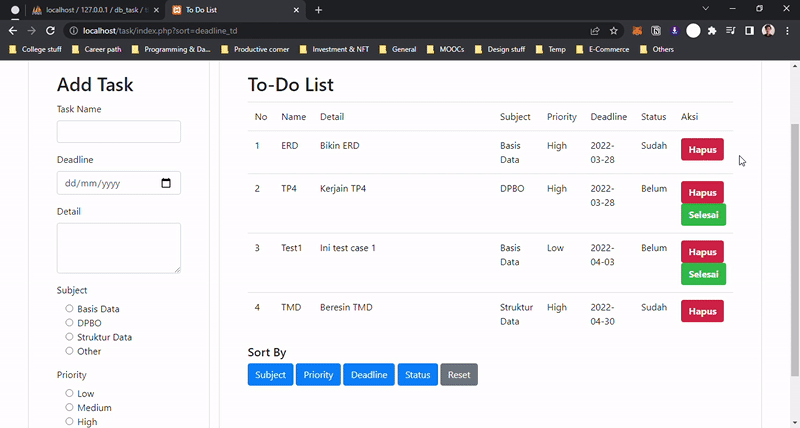 localhost / 127.0.0.1 / db_task / t
To Do List
localhost/task/index.php?sort=deadline_td
College stuff
Career path
Programming & Da...
Productive corner
Investment & NFT
General
MOOCs
Design stuff
Temp
E-Commerce
Others
Add Task
Task Name
Deadline
dd/mm/yyyy
Detail
Subject
Basis Data
DPBO
Struktur Data
Other
Priority
Low
Medium
High
To-Do List
No Name Detail Subject Priority Deadline Status Aksi
1 ERD Bikin ERD Basis High 2022- Sudah Hapus
Data 03-28
2 TP4 Kerjain TP4 DPBO High 2022- Belum Hapus
03-28 Selesai
3 Test1 Ini test case 1 Basis Low 2022- Belum Hapus
Data 04-03 Selesai
4 TMD Beresin TMD Struktur High 2022- Sudah Hapus
Data 04-30
Sort By
Subject Priority Deadline Status Reset